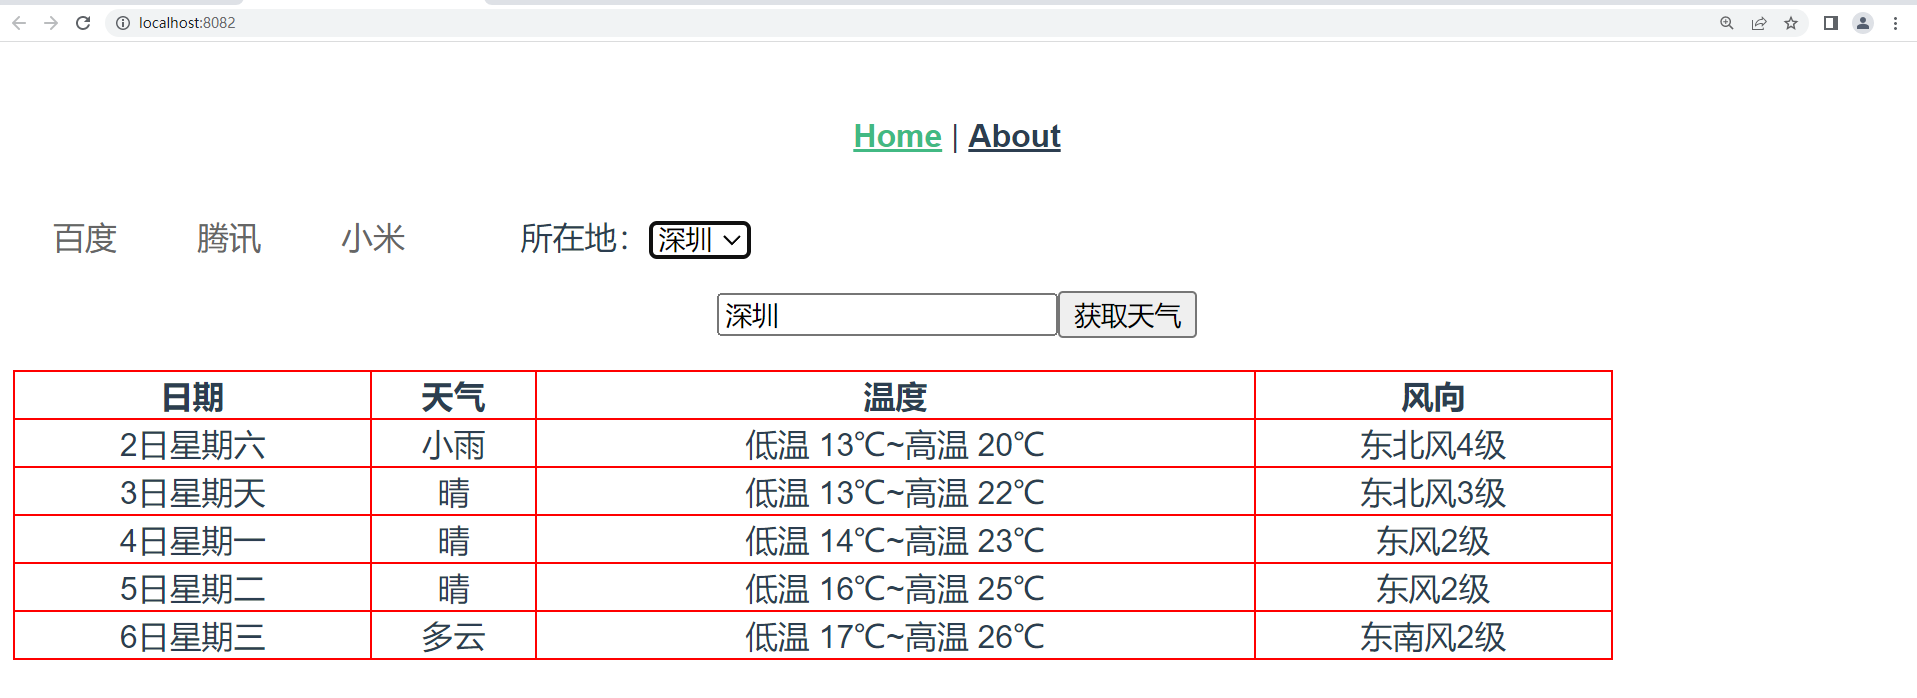 localhost:8082
Home | About
百度 腾讯 小米 所在地： 深圳
深圳 获取天气
日期 天气 温度 风向
2日星期六 小雨 低温 13℃~高温 20℃ 东北风4级
3日星期天 晴 低温 13℃~高温 22℃ 东北风3级
4日星期一 晴 低温 14℃~高温 23℃ 东风2级
5日星期二 晴 低温 16℃~高温 25℃ 东风2级
6日星期三 多云 低温 17℃~高温 26℃ 东南风2级